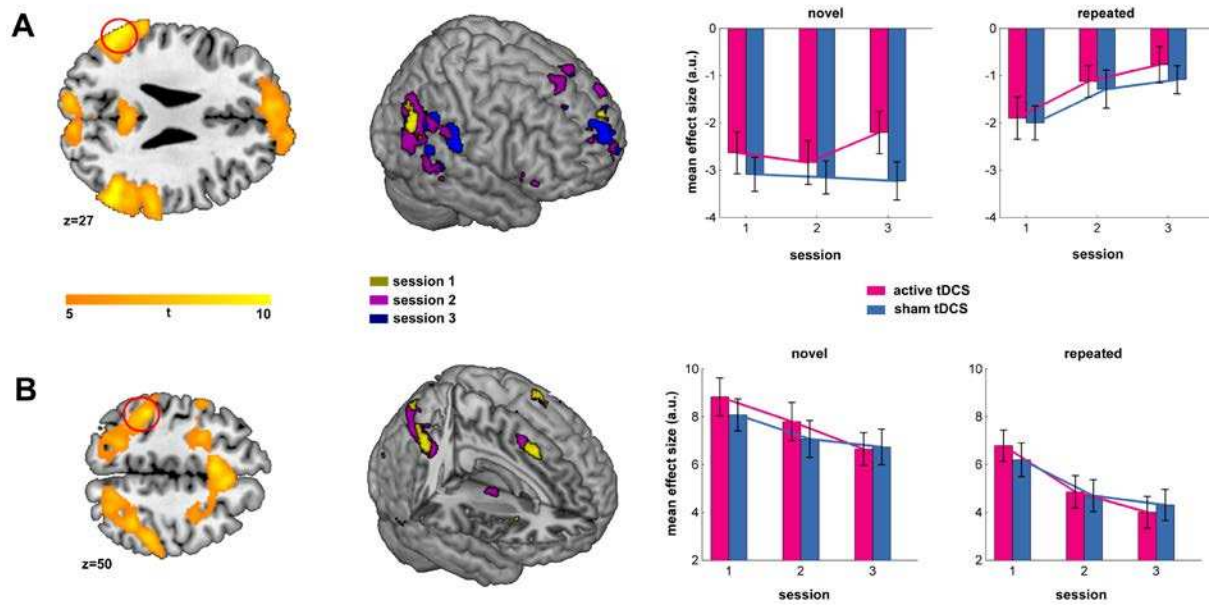 A
z=27
5 t 10
session 1
session 2
session 3
novel
mean effect size (a.u.)
0
-1
-2
-3
-4
1 2 3
session
repeated
0
-1
-2
-3
-4
1 2 3
session
active tDCS
sham tDCS
B
z=50
novel
mean effect size (a.u.)
10
8
6
4
2
1 2 3
session
repeated
10
8
6
4
2
1 2 3
session